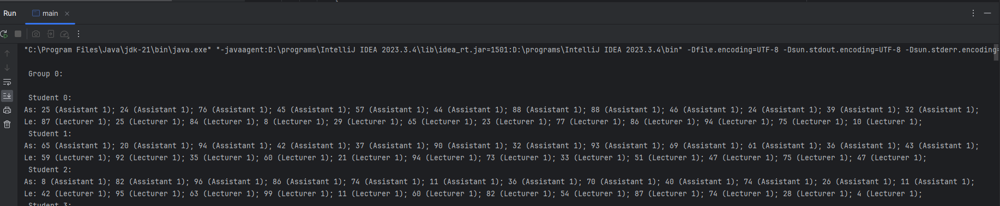 Run main
"C:\Program Files\Java\jdk-21\bin\java.exe" "-javaagent:D:\programs\IntelliJ IDEA 2023.3.4\lib\idea_rt.jar=1501:D:\programs\IntelliJ IDEA 2023.3.4\bin" -Dfile.encoding=UTF-8 -Dsun.stdout.encoding=UTF-8 -Dsun.stderr.encoding=
Group 0:
Student 0:
As: 25 (Assistant 1); 24 (Assistant 1); 76 (Assistant 1); 45 (Assistant 1); 57 (Assistant 1); 44 (Assistant 1); 88 (Assistant 1); 88 (Assistant 1); 46 (Assistant 1); 24 (Assistant 1); 39 (Assistant 1); 32 (Assistant 1);
Le: 87 (Lecturer 1); 25 (Lecturer 1); 84 (Lecturer 1); 8 (Lecturer 1); 29 (Lecturer 1); 65 (Lecturer 1); 23 (Lecturer 1); 77 (Lecturer 1); 86 (Lecturer 1); 94 (Lecturer 1); 75 (Lecturer 1); 10 (Lecturer 1);
Student 1:
As: 65 (Assistant 1); 20 (Assistant 1); 94 (Assistant 1); 42 (Assistant 1); 37 (Assistant 1); 90 (Assistant 1); 32 (Assistant 1); 93 (Assistant 1); 69 (Assistant 1); 61 (Assistant 1); 36 (Assistant 1); 43 (Assistant 1);
Le: 59 (Lecturer 1); 92 (Lecturer 1); 35 (Lecturer 1); 60 (Lecturer 1); 21 (Lecturer 1); 94 (Lecturer 1); 73 (Lecturer 1); 33 (Lecturer 1); 51 (Lecturer 1); 47 (Lecturer 1); 75 (Lecturer 1); 47 (Lecturer 1);
Student 2:
As: 8 (Assistant 1); 82 (Assistant 1); 96 (Assistant 1); 86 (Assistant 1); 74 (Assistant 1); 11 (Assistant 1); 36 (Assistant 1); 70 (Assistant 1); 40 (Assistant 1); 74 (Assistant 1); 26 (Assistant 1); 11 (Assistant 1);
Le: 42 (Lecturer 1); 95 (Lecturer 1); 63 (Lecturer 1); 99 (Lecturer 1); 11 (Lecturer 1); 60 (Lecturer 1); 82 (Lecturer 1); 54 (Lecturer 1); 87 (Lecturer 1); 74 (Lecturer 1); 28 (Lecturer 1); 4 (Lecturer 1);
Student 3: